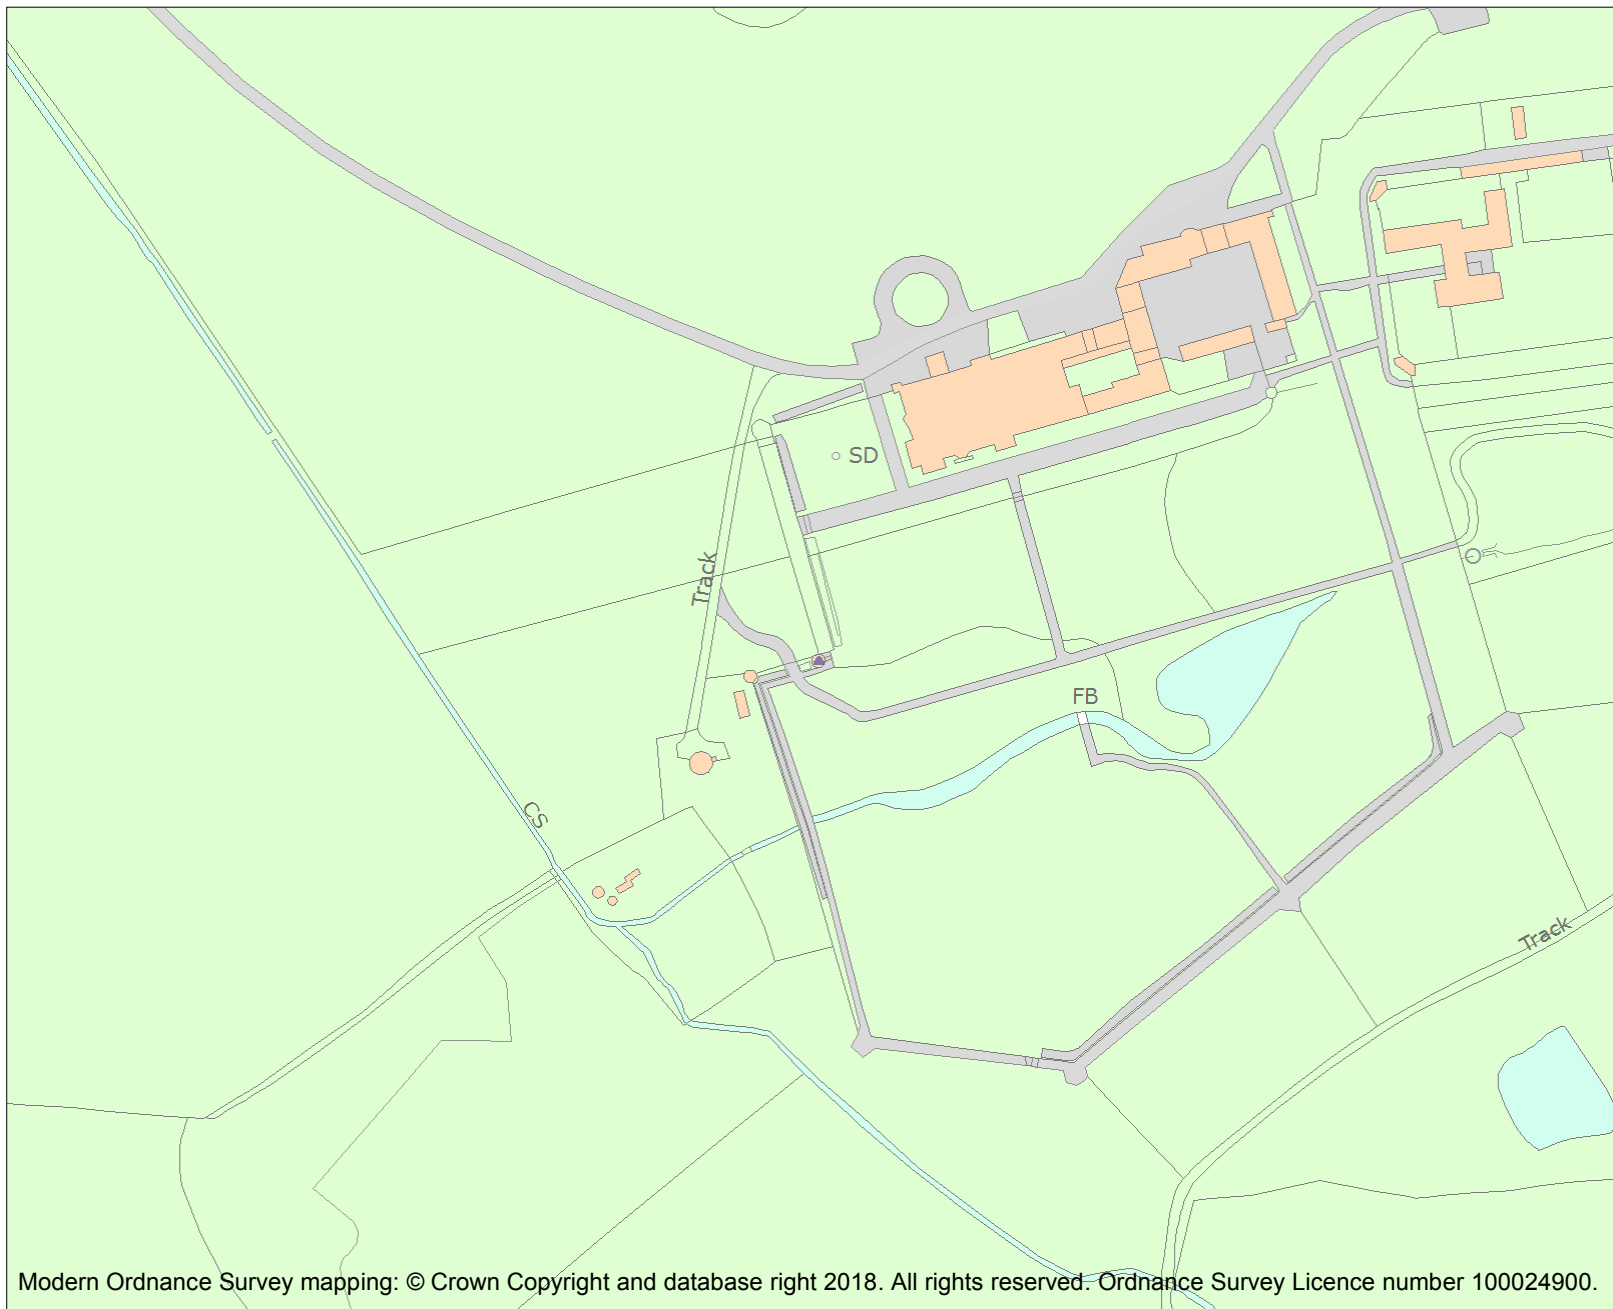 SD
Track
FB
CS
Track
Modern Ordnance Survey mapping: © Crown Copyright and database right 2018. All rights reserved. Ordnance Survey Licence number 100024900.